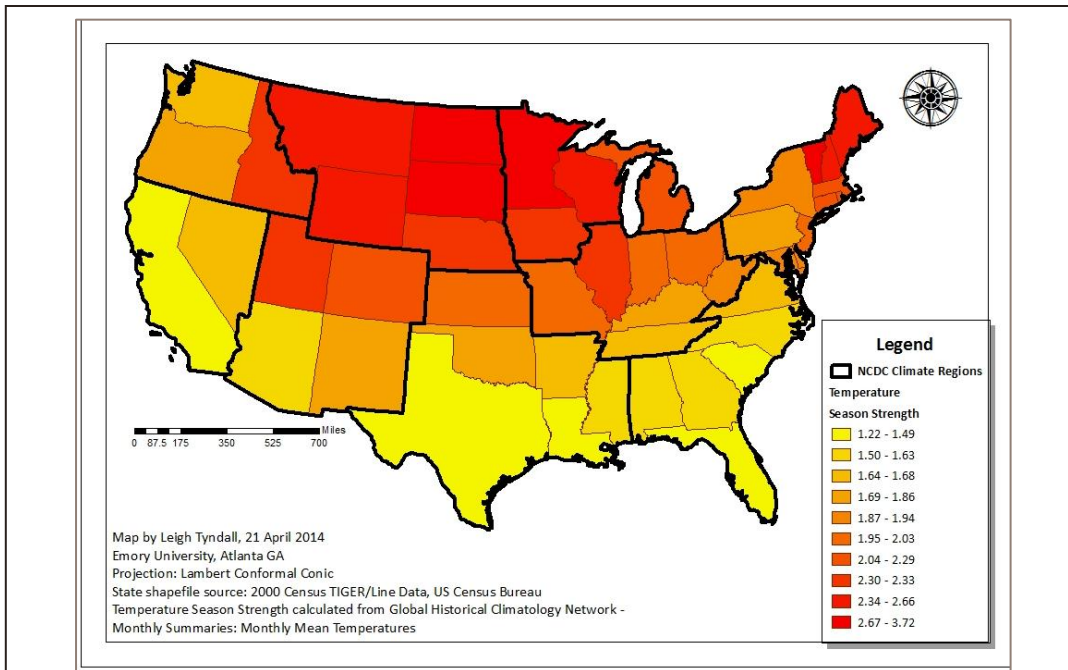 Legend
NCDC Climate Regions
Temperature
Season Strength
1.22 - 1.49
1.50 - 1.63
1.64 - 1.68
1.69 - 1.86
1.87 - 1.94
1.95 - 2.03
2.04 - 2.29
2.30 - 2.33
2.34 - 2.66
2.67 - 3.72
Miles
0 87.5 175 350 525 700
Map by Leigh Tyndall, 21 April 2014
Emory University, Atlanta GA
Projection: Lambert Conformal Conic
State shapefile source: 2000 Census TIGER/Line Data, US Census Bureau
Temperature Season Strength calculated from Global Historical Climatology Network -
Monthly Summaries: Monthly Mean Temperatures